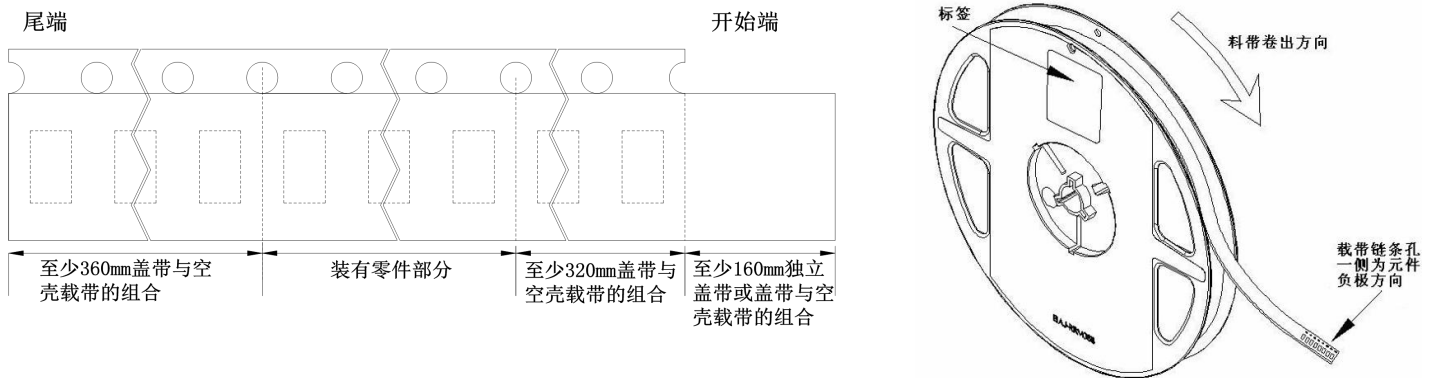 尾端
开始端
至少360mm盖带与空
壳载带的组合
装有零件部分
至少320mm盖带与
空壳载带的组合
至少160mm独立
盖带或盖带与空
壳载带的组合
标签
料带卷出方向
载带链条孔
一侧为元件
负极方向